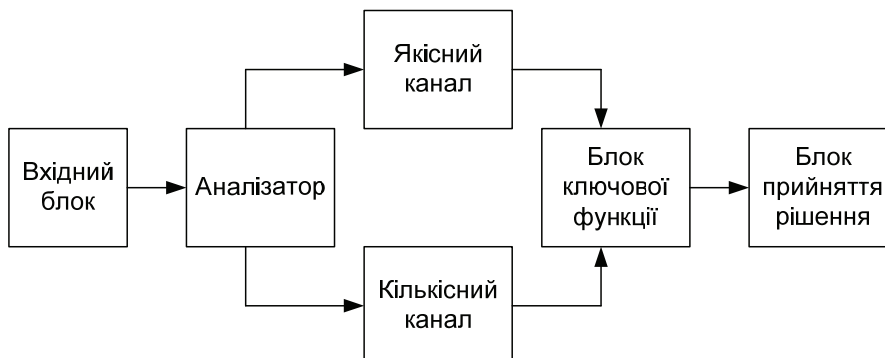 Якісний
канал
Вхідний
блок
Аналізатор
Блок
ключової
функції
Блок
прийняття
рішення
Кількісний
канал